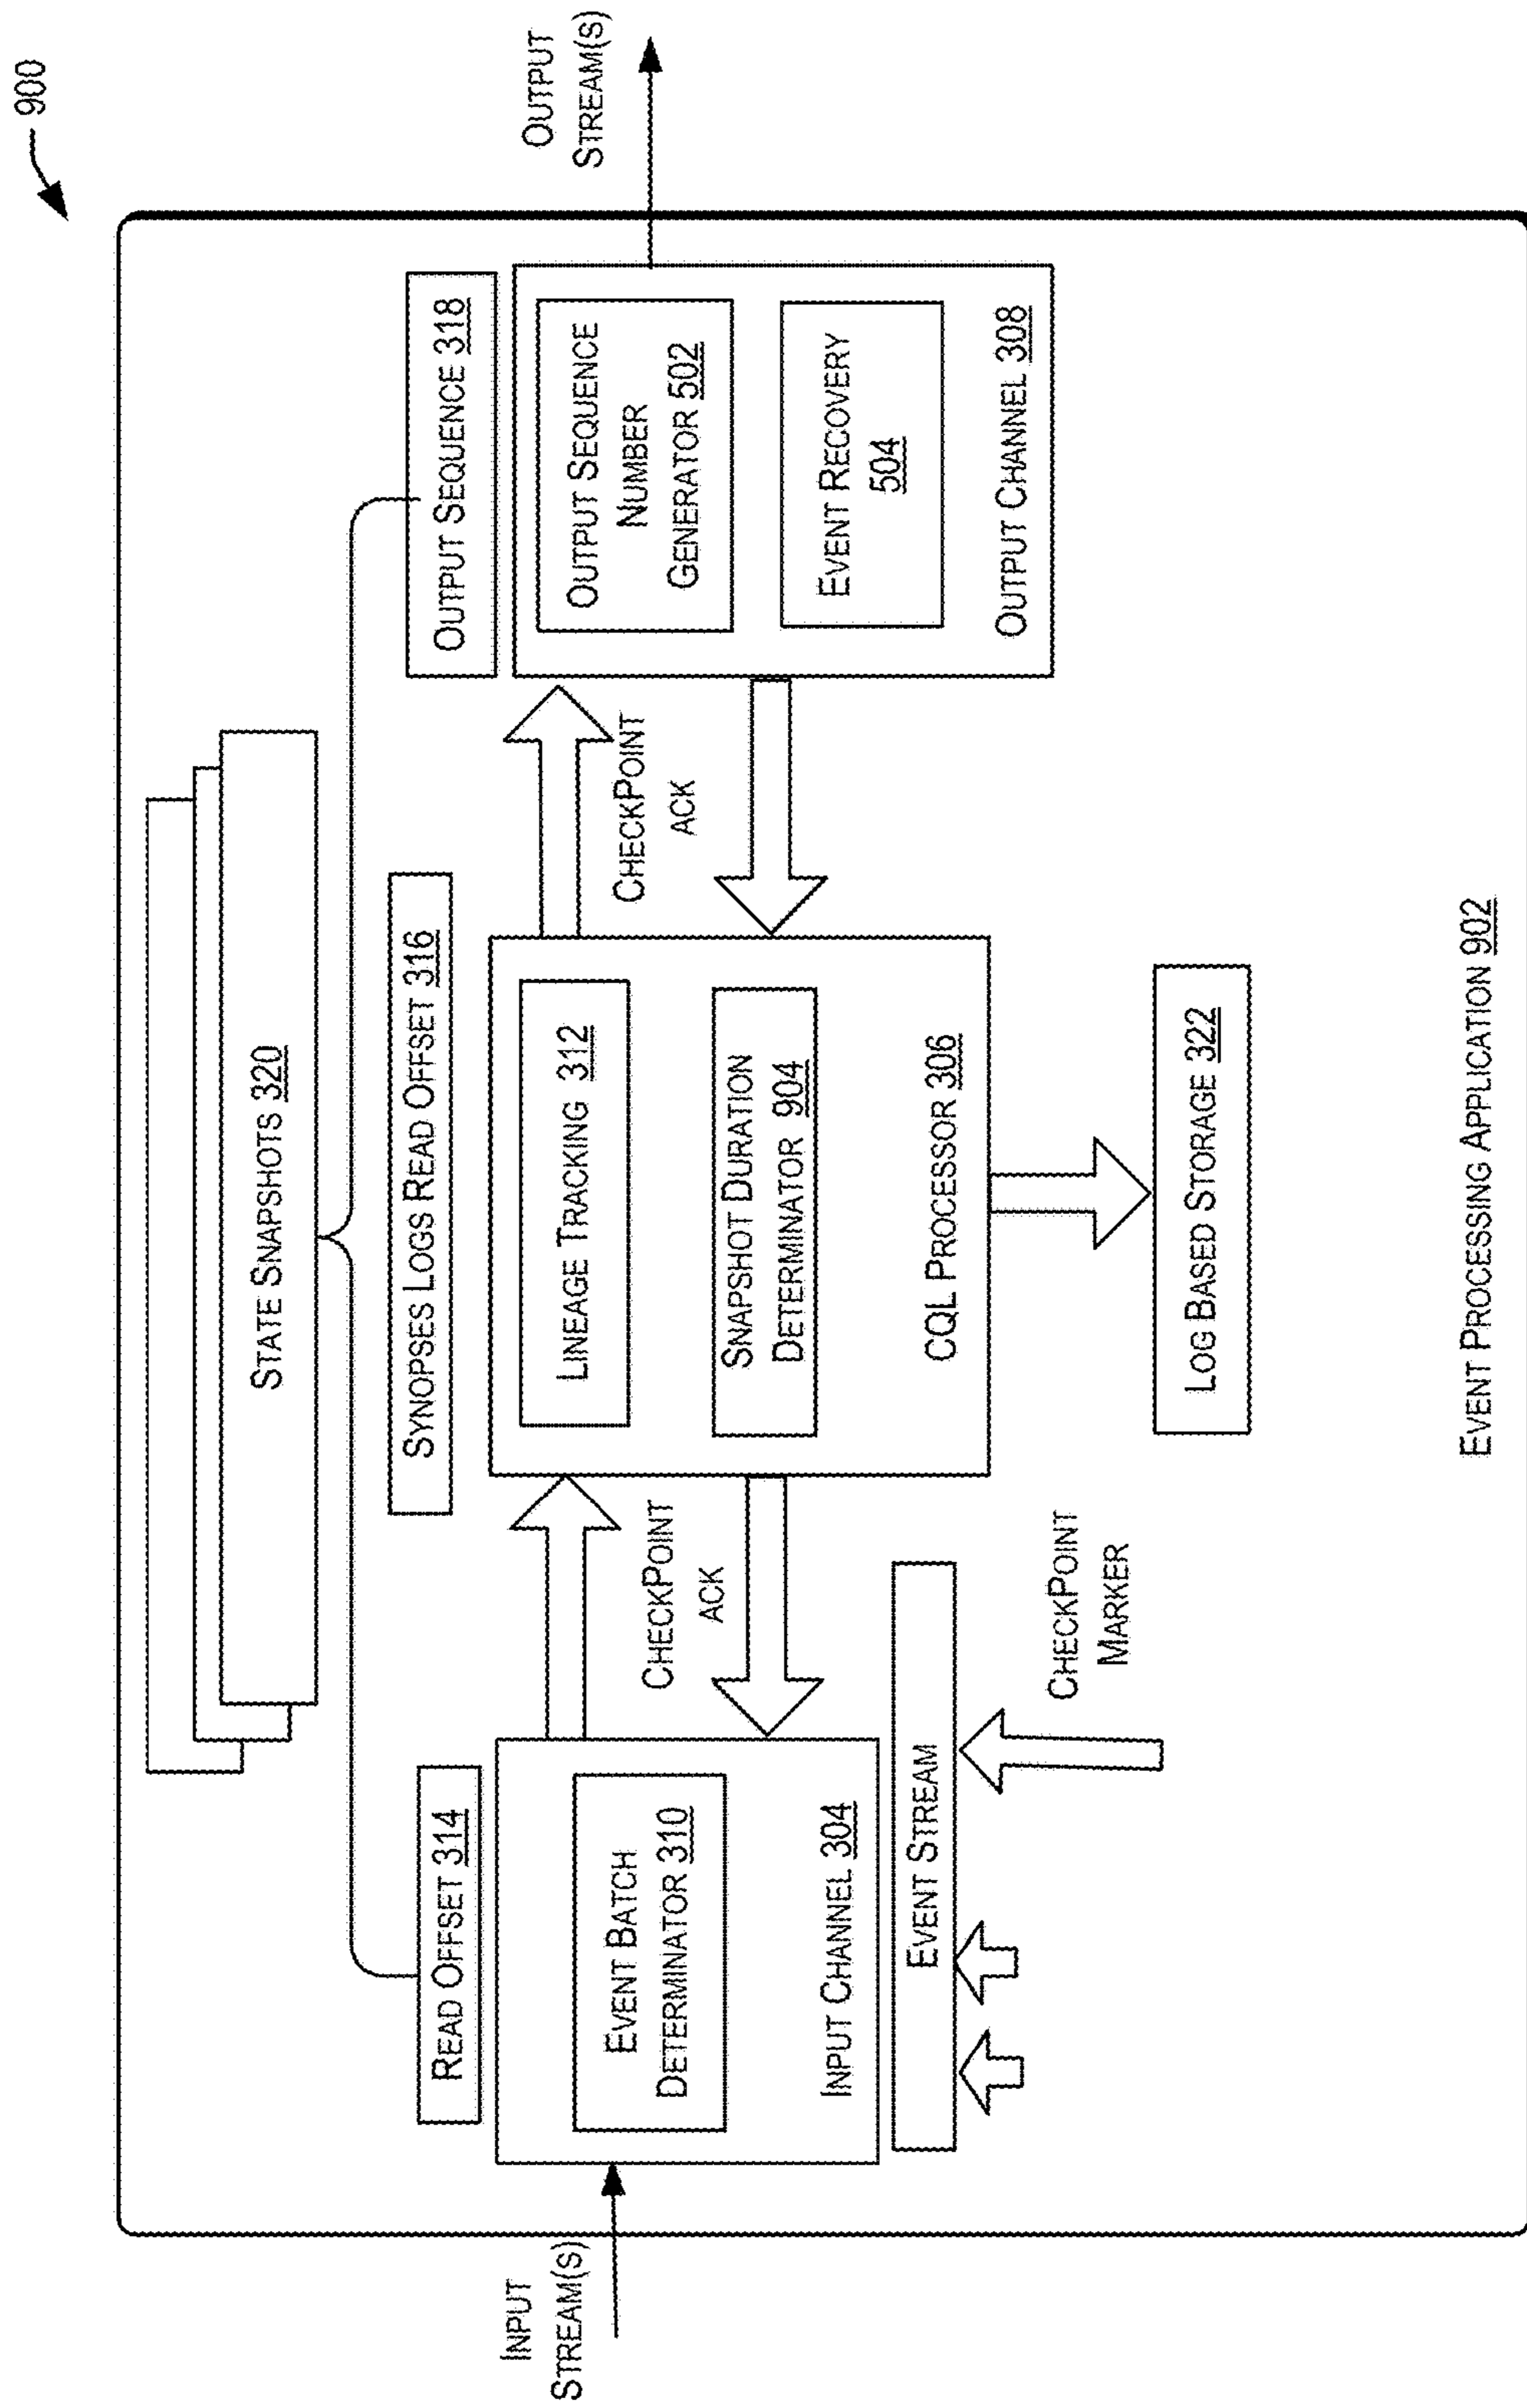 900
STATE SNAPSHOTS 320
READ OFFSET 314
SYNOPSES LOGS READ OFFSET 316
OUTPUT SEQUENCE 318
INPUT
STREAM(S)
EVENT BATCH
DETERMINATOR 310
INPUT CHANNEL 304
EVENT STREAM
CHECKPOINT
ACK
CHECKPOINT
MARKER
LINEAGE TRACKING 312
SNAPSHOT DURATION
DETERMINATOR 904
CQL PROCESSOR 306
LOG BASED STORAGE 322
CHECKPOINT
ACK
OUTPUT SEQUENCE
NUMBER
GENERATOR 502
EVENT RECOVERY
504
OUTPUT CHANNEL 308
OUTPUT
STREAM(S)
EVENT PROCESSING APPLICATION 902